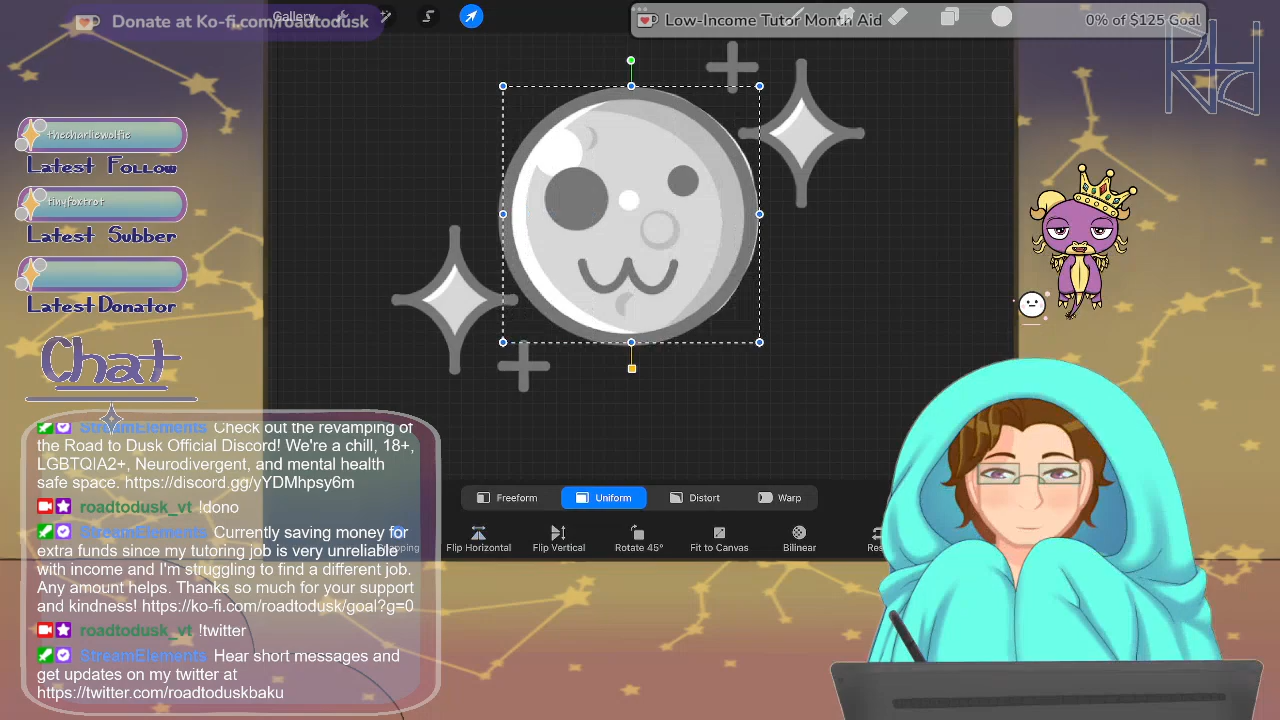 Donate at Ko-fi.com/roadtodusk
Gallery
Low-Income Tutor Month Aid
0% of $125 Goal
thecharliewolfie
Latest Follow
tinyfoxtrot
Latest Subber
Latest Donator
Chat
StreamElements Check out the revamping of
the Road to Dusk Official Discord! We're a chill, 18+,
LGBTQIA2+, Neurodivergent, and mental health
safe space. https://discord.gg/yYDMhpsy6m
roadtodusk_vt !dono
StreamElements Currently saving money for
extra funds since my tutoring job is very unreliable
with income and I'm struggling to find a different job.
Any amount helps. Thanks so much for your support
and kindness! https://ko-fi.com/roadtodusk/goal?g=0
roadtodusk_vt !twitter
StreamElements Hear short messages and
get updates on my twitter at
https://twitter.com/roadtoduskbaku
Freeform Uniform Distort Warp
Flip Horizontal Flip Vertical Rotate 45° Fit to Canvas Bilinear